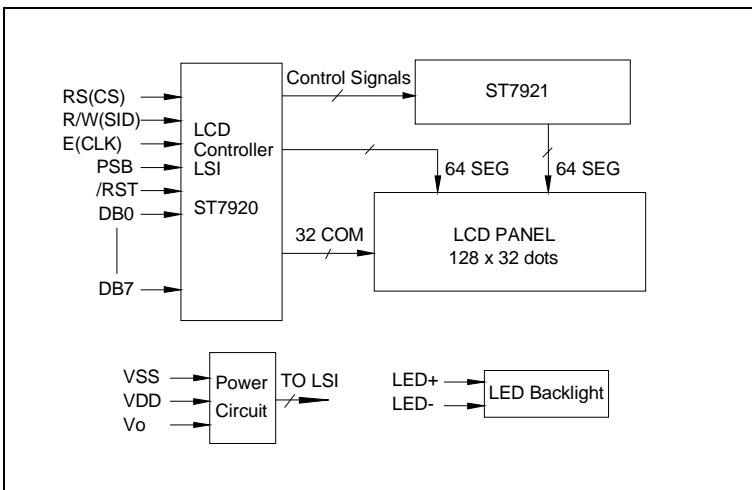 RS(CS)
R/W(SID)
E(CLK)
PSB
/RST
DB0
DB7
LCD
Controller
LSI
ST7920
Control Signals
ST7921
64 SEG
64 SEG
32 COM
LCD PANEL
128 x 32 dots
VSS
VDD
Vo
Power
Circuit
TO LSI
LED+
LED-
LED Backlight